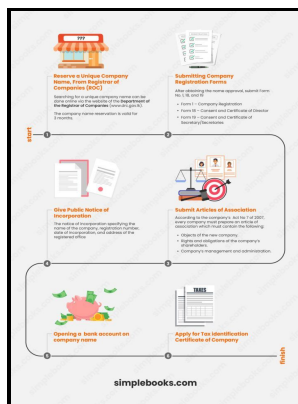 ???
Reserve a Unique Company
Name, From Registrar of
Companies (ROC)
Searching for a unique company name can be
done online via the website of the Department of
the Registrar of Companies (www.drc.gov.lk).
The company name reservation is valid for
3 months.
Submitting Company
Registration Forms
After obtaining the name approval, submit Form
No. 1, 18, and 19
• Form 1 - Company Registration
• Form 18 - Consent and Certificate of Director
• Form 19 - Consent and Certificate of
Secretary/Secretaries
start
1
2
Give Public Notice of
Incorporation
The notice of incorporation specifying the
name of the company, registration number,
date of incorporation, and address of the
registered office
Submit Articles of Association
According to the company's Act No 7 of 2007,
every company must prepare an article of
association which must contain the following:
• Objects of the new company
• Rights and obligations of the company's
shareholders.
• Company's management and administration.
4
3
Opening a bank account on
company name
TAXES
Apply for Tax Identification
Certificate of Company
5
6
finish
simplebooks.com